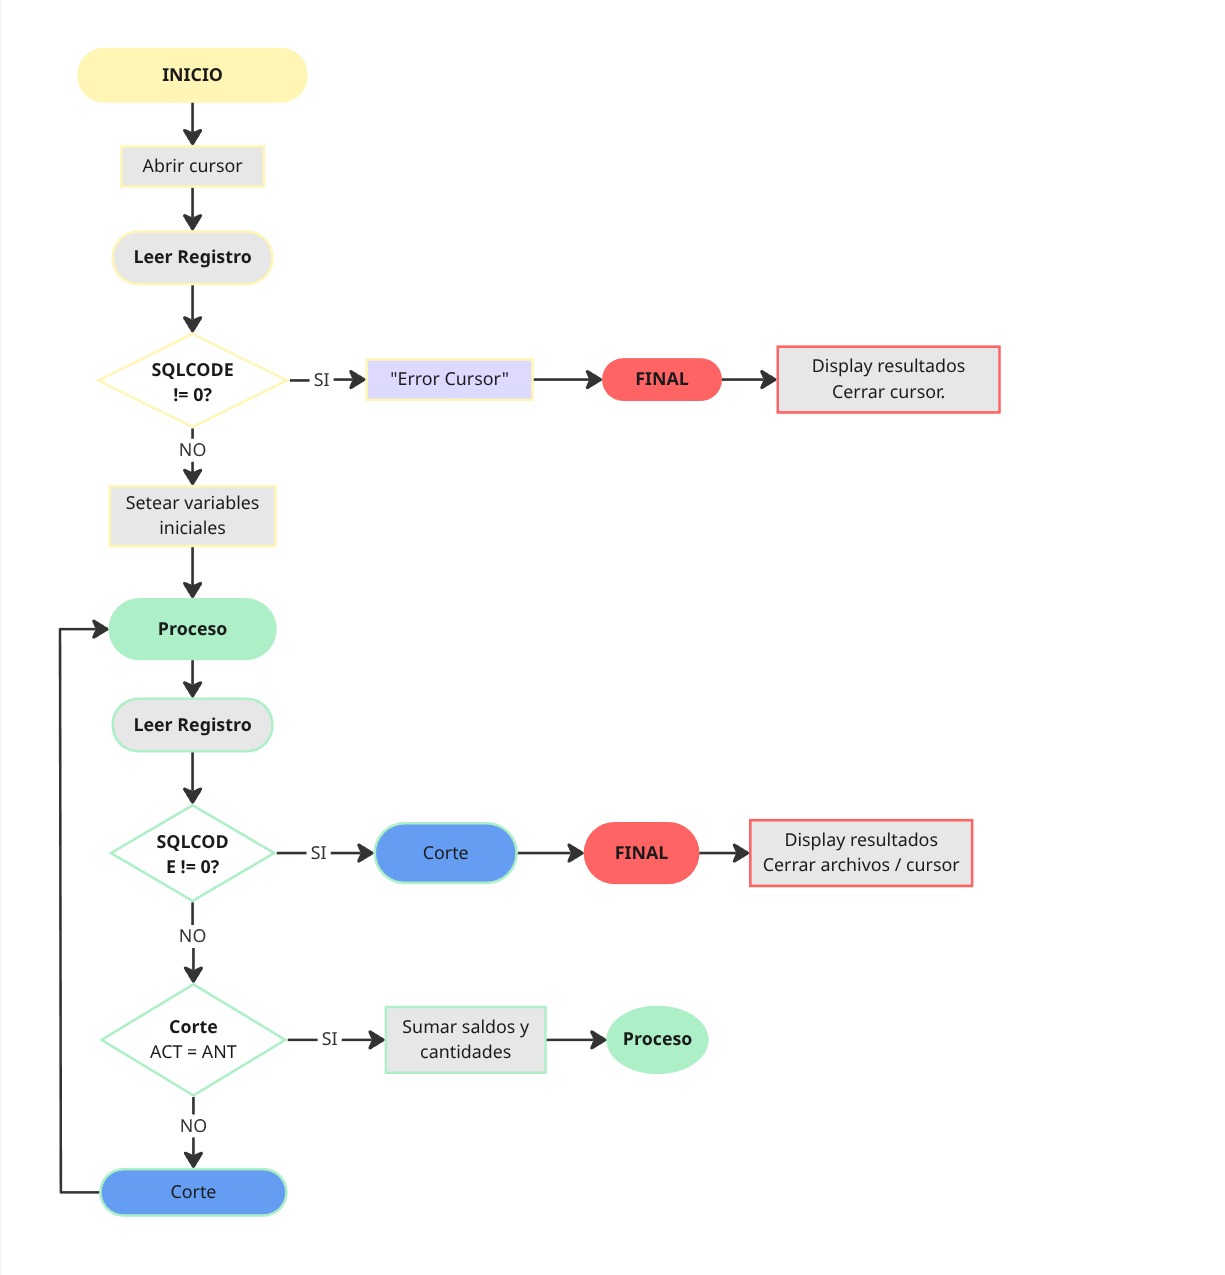 INICIO
Abrir cursor
Leer Registro
SQLCODE
!= 0?
SI
"Error Cursor"
FINAL
Display resultados
Cerrar cursor.
NO
Setear variables
iniciales
Proceso
Leer Registro
SQLCOD
E != 0?
SI
Corte
FINAL
Display resultados
Cerrar archivos / cursor
NO
Corte
ACT = ANT
SI
Sumar saldos y
cantidades
Proceso
NO
Corte